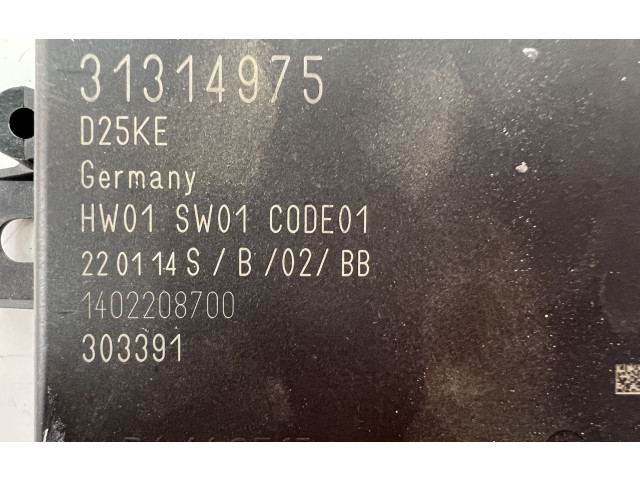 31314975
D25KE
Germany
HW01 SW01 CODE01
22 01 14 S / B /02/ BB
1402208700
303391